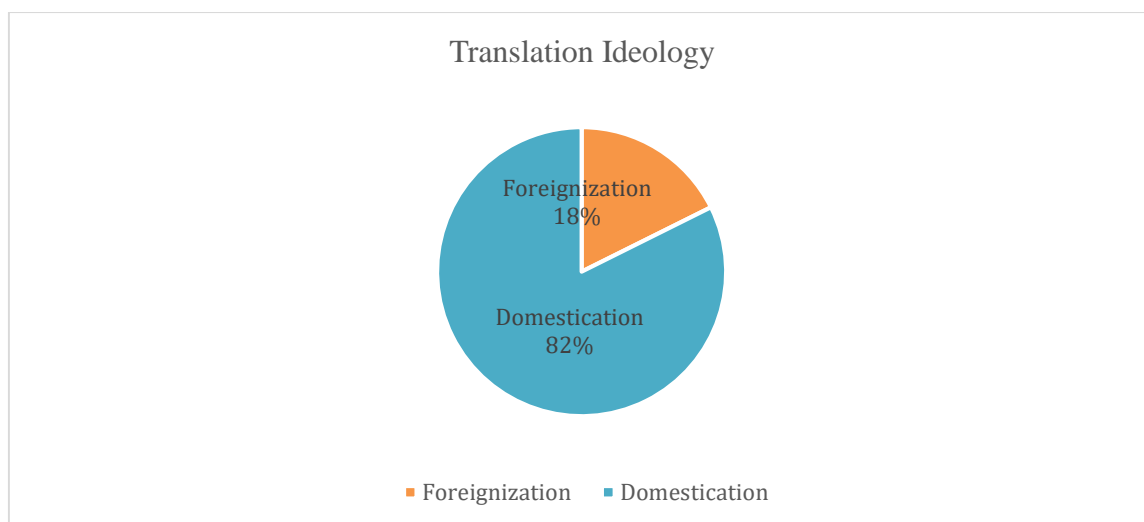 Translation Ideology
Foreignization
18%
Domestication
82%
Foreignization Domestication